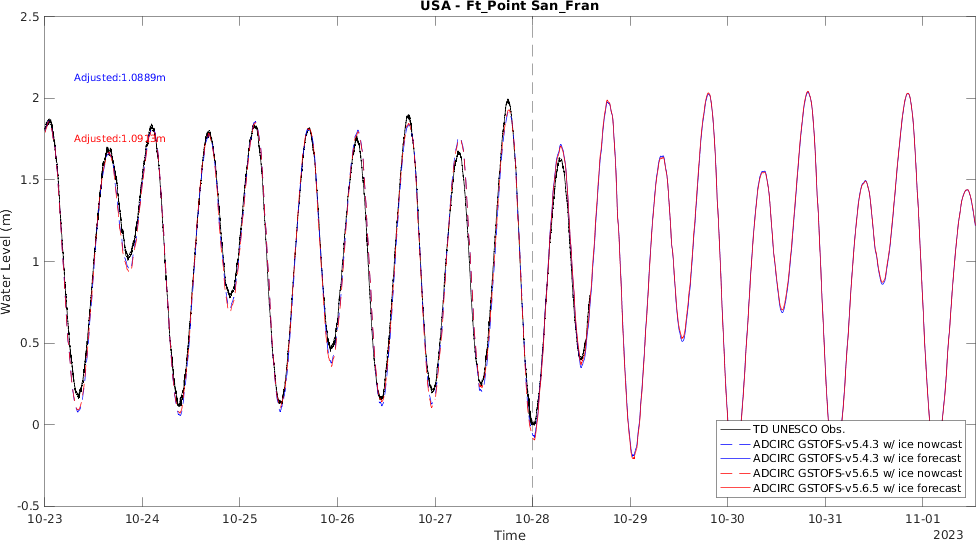 USA - Ft_Point San_Fran
2.5
Adjusted:1.0889m
2
Water Level (m)
1.5
1
0.5
0
-0.5
TD UNESCO Obs.
ADCIRC GSTOFS-v5.4.3 w/ ice nowcast
ADCIRC GSTOFS-v5.4.3 w/ ice forecast
ADCIRC GSTOFS-v5.6.5 w/ ice nowcast
ADCIRC GSTOFS-v5.6.5 w/ ice forecast
10-23 10-24 10-25 10-26 10-27 10-28 10-29 10-30 10-31 11-01
Time
2023